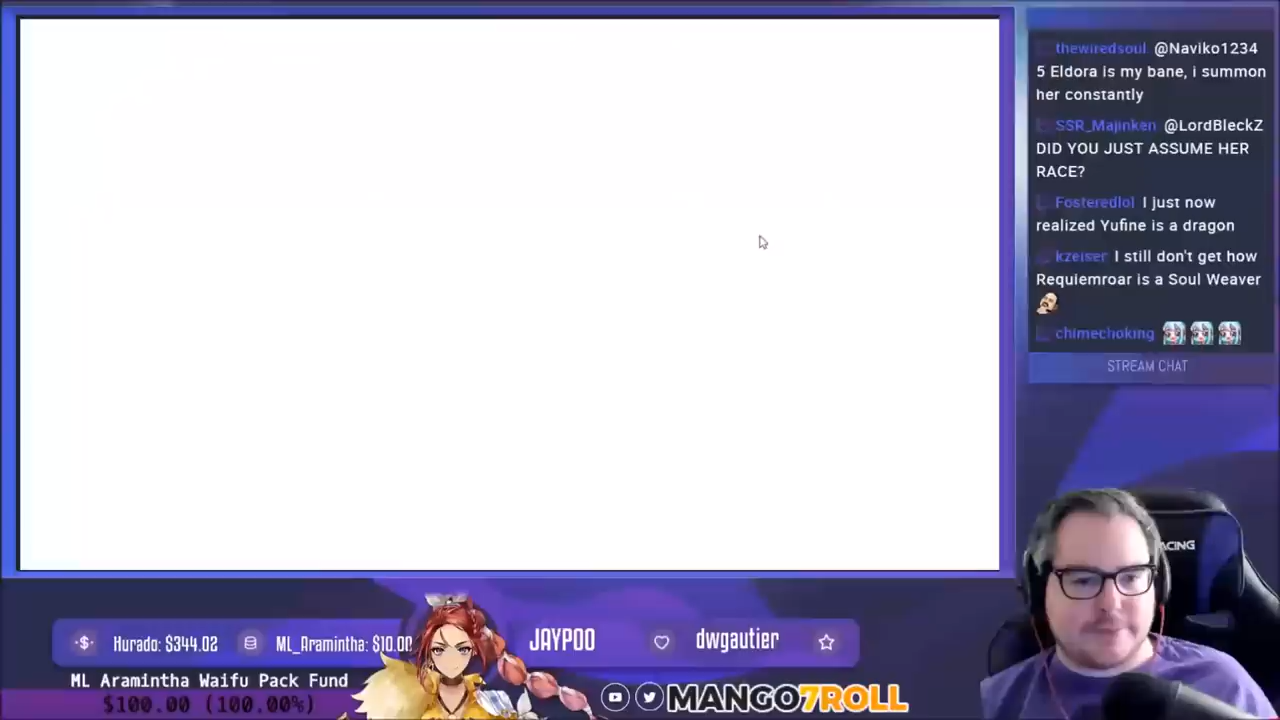 thewiredsoul @Naviko1234
5 Eldora is my bane, i summon
her constantly
SSR_Majinken @LordBleckZ
DID YOU JUST ASSUME HER
RACE?
Fosteredlol I just now
realized Yufine is a dragon
kzeiser I still don't get how
Requiemroar is a Soul Weaver
chimechoking
STREAM CHAT
ACING
Hurado: $344.02 ML_Aramintha: $10.00 JAYPOO dwgautier
ML Aramintha Waifu Pack Fund
$100.00 (100.00%)
MANGO7ROLL